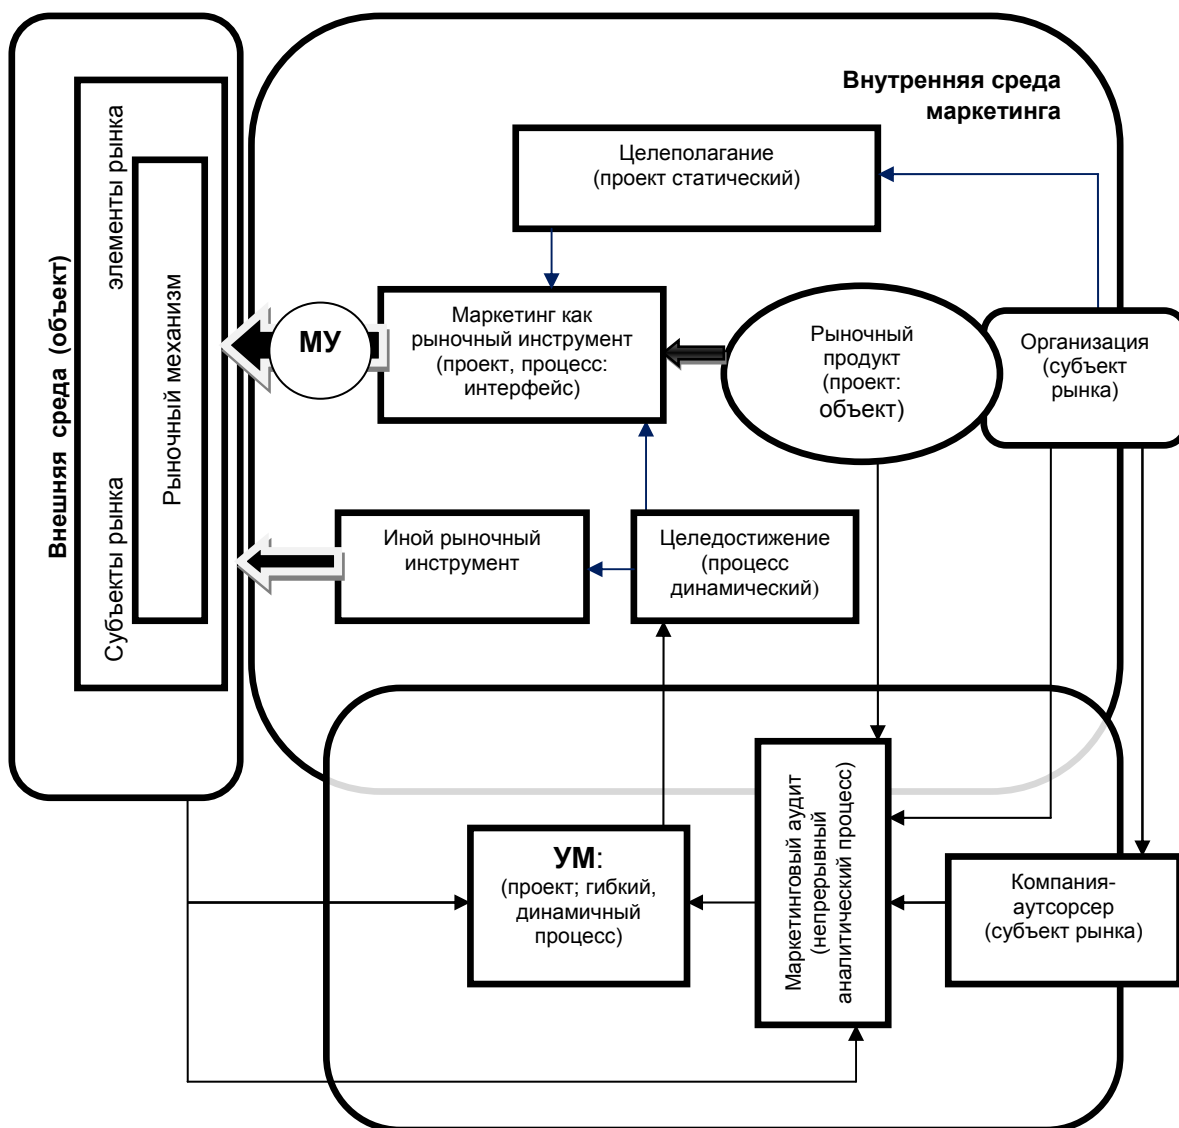 Внешняя среда (объект)
Субъекты рынка элементы рынка
Рыночный механизм
Внутренняя среда
маркетинга
Целеполагание
(проект статический)
МУ
Маркетинг как
рыночный инструмент
(проект, процесс:
интерфейс)
Рыночный
продукт
(проект:
объект)
Организация
(субъект
рынка)
Иной рыночный
инструмент
Целедостижение
(процесс
динамический)
УМ:
(проект; гибкий,
динамичный
процесс)
Маркетинговый аудит
(непрерывный
аналитический процесс)
Компания-
аутсорсер
(субъект рынка)